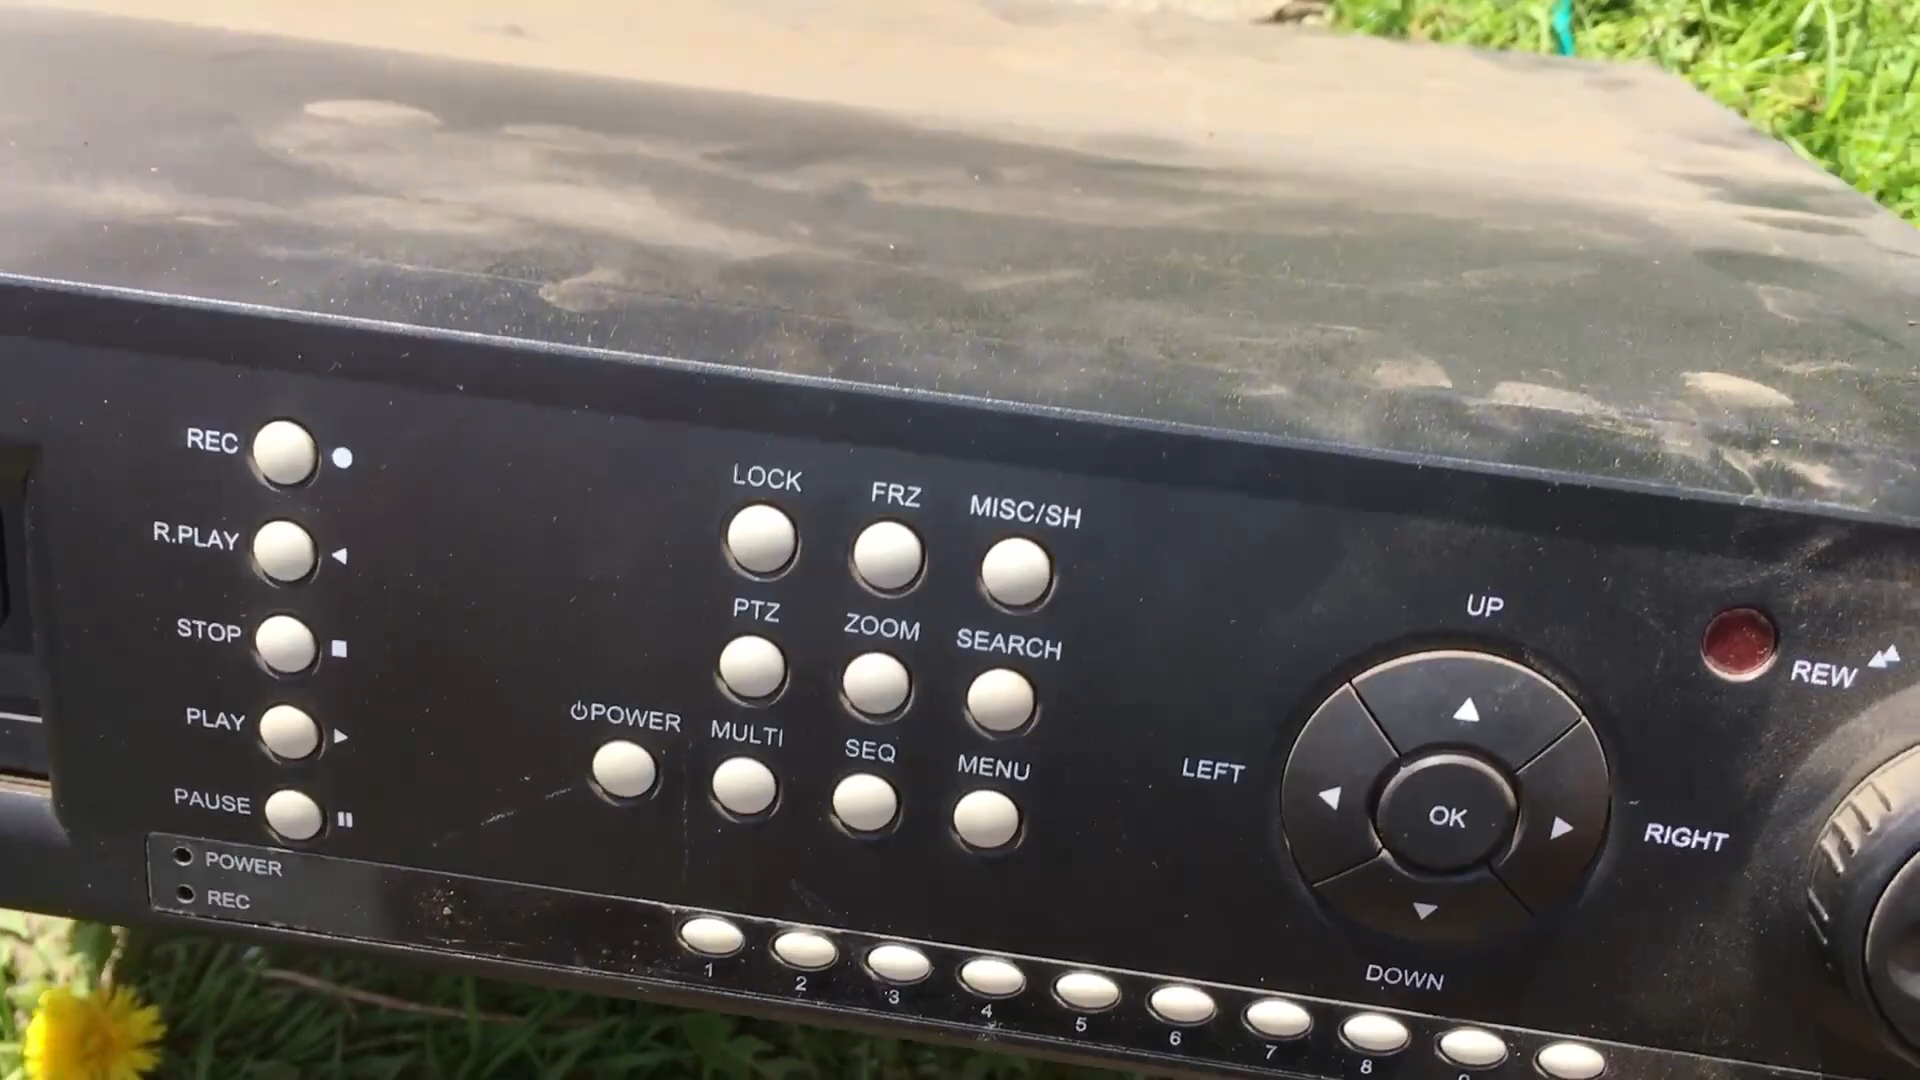 REC
R.PLAY
STOP
PLAY
PAUSE
POWER
REC
LOCK
FRZ
MISC/SH
PTZ
ZOOM
SEARCH
POWER
MULTI
SEQ
MENU
UP
LEFT
OK
RIGHT
DOWN
REW
1
2
3
4
5
6
7
8